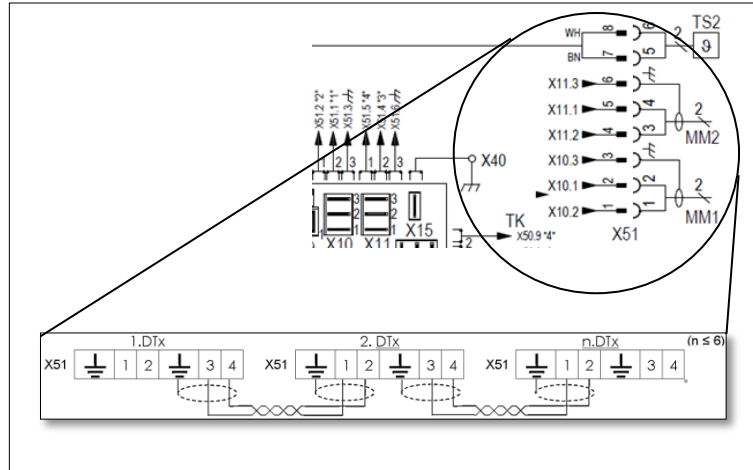 TS2
WH 8 6 2 ϑ
BN 7 5
X11.3 6
X11.1 5 4 2
X11.2 4 3 MM2
X10.3 3
X10.1 2 2 2
X10.2 1 1 MM1
X51
X51.2 "2"
X51.1 "1"
X51.3
X51.5 "4"
X51.4 "3"
X51.6
1 2 3 1 2 3
X40
3 3
2 2
1 1
X10 X11 X15
TK
X50.9 "4"
2
1.DTx 2. DTx n.DTx (n ≤ 6)
X51 1 2 3 4 X51 1 2 3 4 X51 1 2 3 4